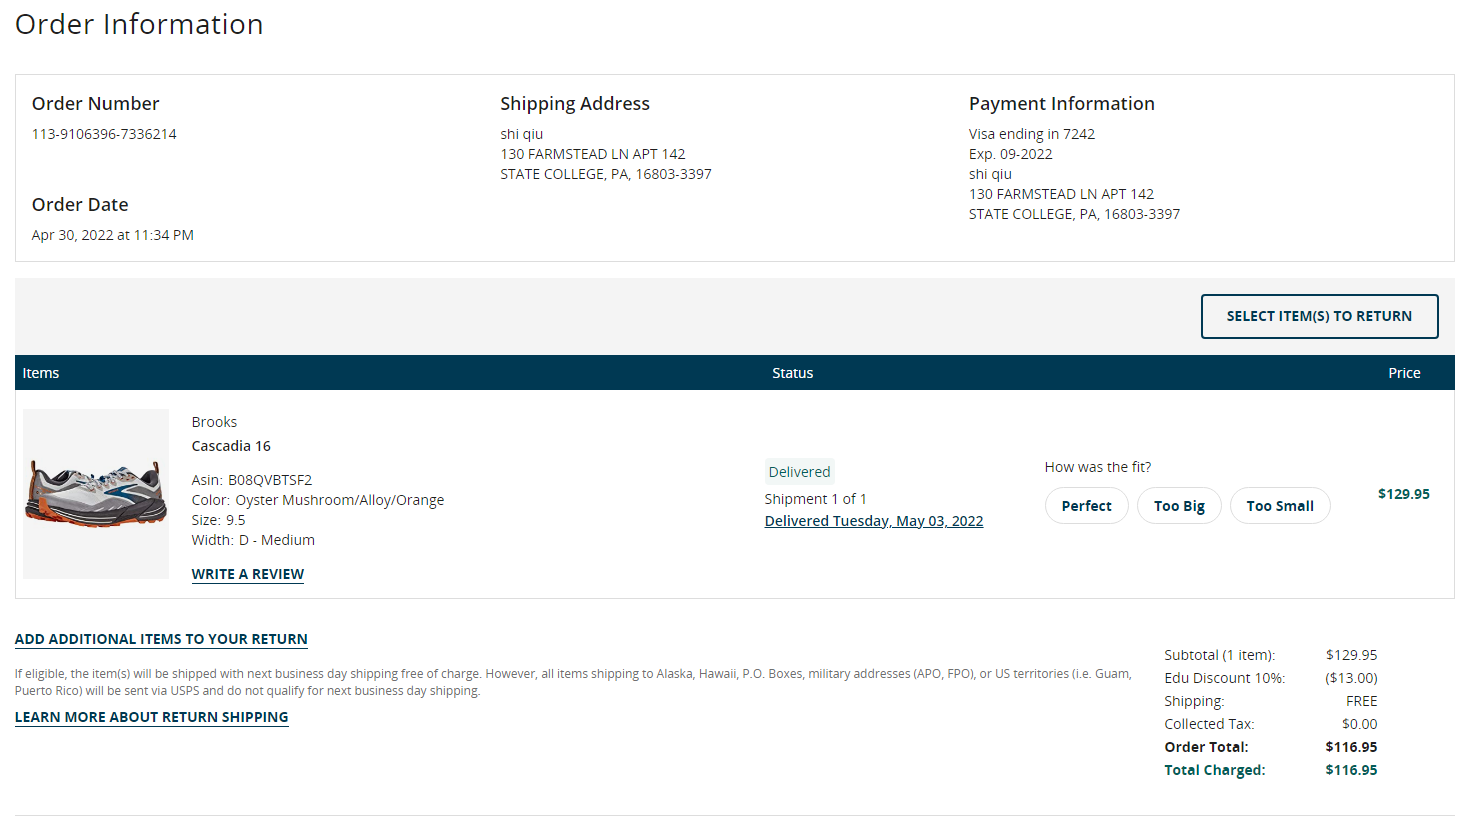 Order Information
Order Number
113-9106396-7336214
Order Date
Apr 30, 2022 at 11:34 PM
Shipping Address
shi qiu
130 FARMSTEAD LN APT 142
STATE COLLEGE, PA, 16803-3397
Payment Information
Visa ending in 7242
Exp. 09-2022
shi qiu
130 FARMSTEAD LN APT 142
STATE COLLEGE, PA, 16803-3397
SELECT ITEM(S) TO RETURN
Items Status Price
Brooks
Cascadia 16
Asin: B08QVBTSF2
Color: Oyster Mushroom/Alloy/Orange
Size: 9.5
Width: D - Medium
WRITE A REVIEW
Delivered
Shipment 1 of 1
Delivered Tuesday, May 03, 2022
How was the fit?
Perfect Too Big Too Small
$129.95
ADD ADDITIONAL ITEMS TO YOUR RETURN
If eligible, the item(s) will be shipped with next business day shipping free of charge. However, all items shipping to Alaska, Hawaii, P.O. Boxes, military addresses (APO, FPO), or US territories (i.e. Guam,
Puerto Rico) will be sent via USPS and do not qualify for next business day shipping.
LEARN MORE ABOUT RETURN SHIPPING
Subtotal (1 item): $129.95
Edu Discount 10%: ($13.00)
Shipping: FREE
Collected Tax: $0.00
Order Total: $116.95
Total Charged: $116.95